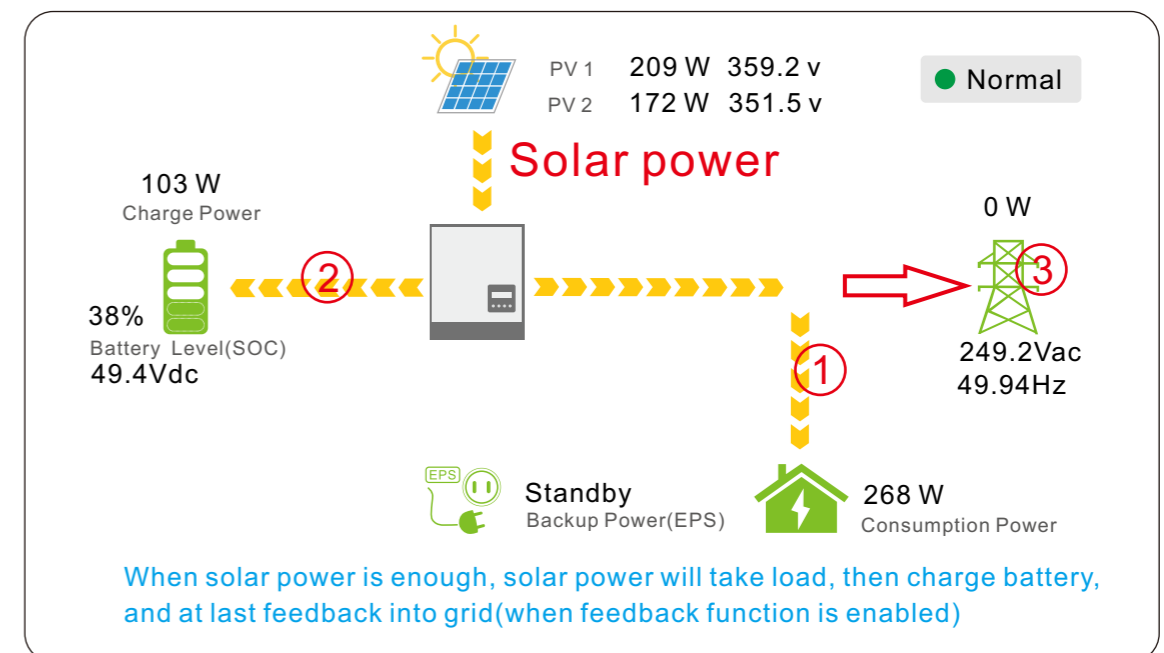 PV 1 209 W 359.2 v
PV 2 172 W 351.5 v
Normal
Solar power
103 W
Charge Power
0 W
2
3
38%
Battery Level(SOC)
49.4Vdc
249.2Vac
49.94Hz
1
EPS
Standby
Backup Power(EPS)
268 W
Consumption Power
When solar power is enough, solar power will take load, then charge battery,
and at last feedback into grid(when feedback function is enabled)